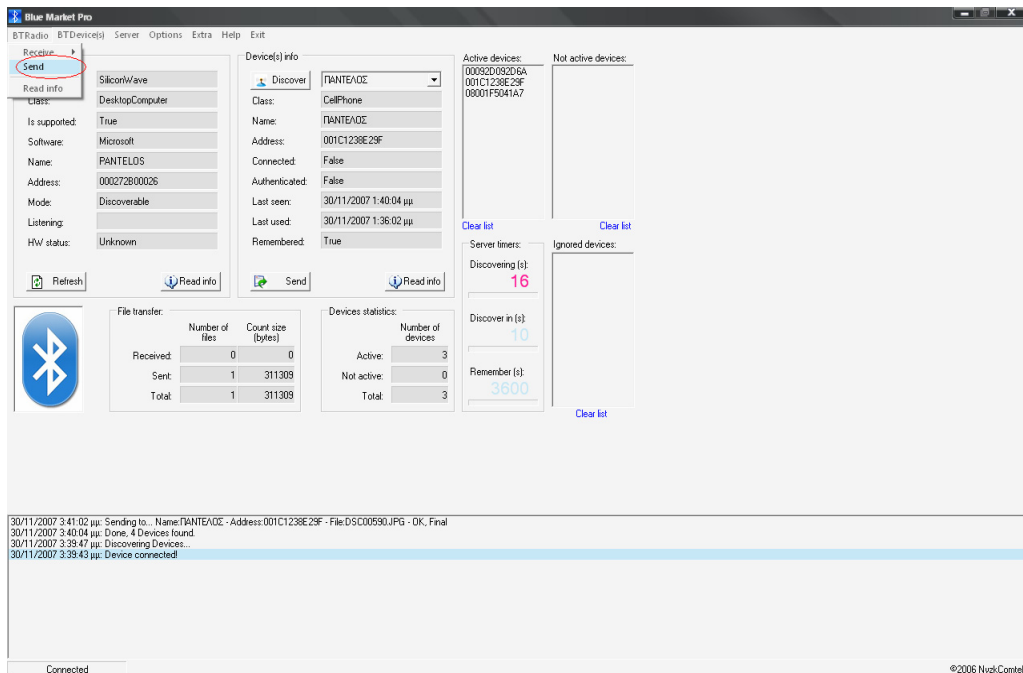 Blue Market Pro
BTRadio BTDevice(s) Server Options Extra Help Exit
Receive
Send
Read info
SiliconWave
Class: DesktopComputer
Is supported: True
Software: Microsoft
Name: PANTELOS
Address: 000272B00026
Mode: Discoverable
Listening:
HW status: Unknown
Refresh Read info
Device(s) info
Discover ΠΑΝΤΕΛΟΣ
Class: CellPhone
Name: ΠΑΝΤΕΛΟΣ
Address: 001C1238E29F
Connected: False
Authenticated: False
Last seen: 30/11/2007 1:40:04 μμ
Last used: 30/11/2007 1:36:02 μμ
Remembered: True
Send Read info
Active devices:
00092D092D6A
001C1238E29F
08001F5041A7
Clear list
Not active devices:
Clear list
Server timers:
Discovering (s):
16
Discover in (s):
10
Remember (s):
3600
Ignored devices:
Clear list
File transfer:
Number of files Count size (bytes)
Received: 0 0
Sent: 1 311309
Total: 1 311309
Devices statistics:
Number of devices
Active: 3
Not active: 0
Total: 3
30/11/2007 3:41:02 μμ: Sending to... Name:ΠΑΝΤΕΛΟΣ - Address:001C1238E29F - File:DSC00590.JPG - OK, Final
30/11/2007 3:40:04 μμ: Done, 4 Devices found.
30/11/2007 3:39:47 μμ: Discovering Devices...
30/11/2007 3:39:43 μμ: Device connected!
Connected
©2006 NyzkComtel